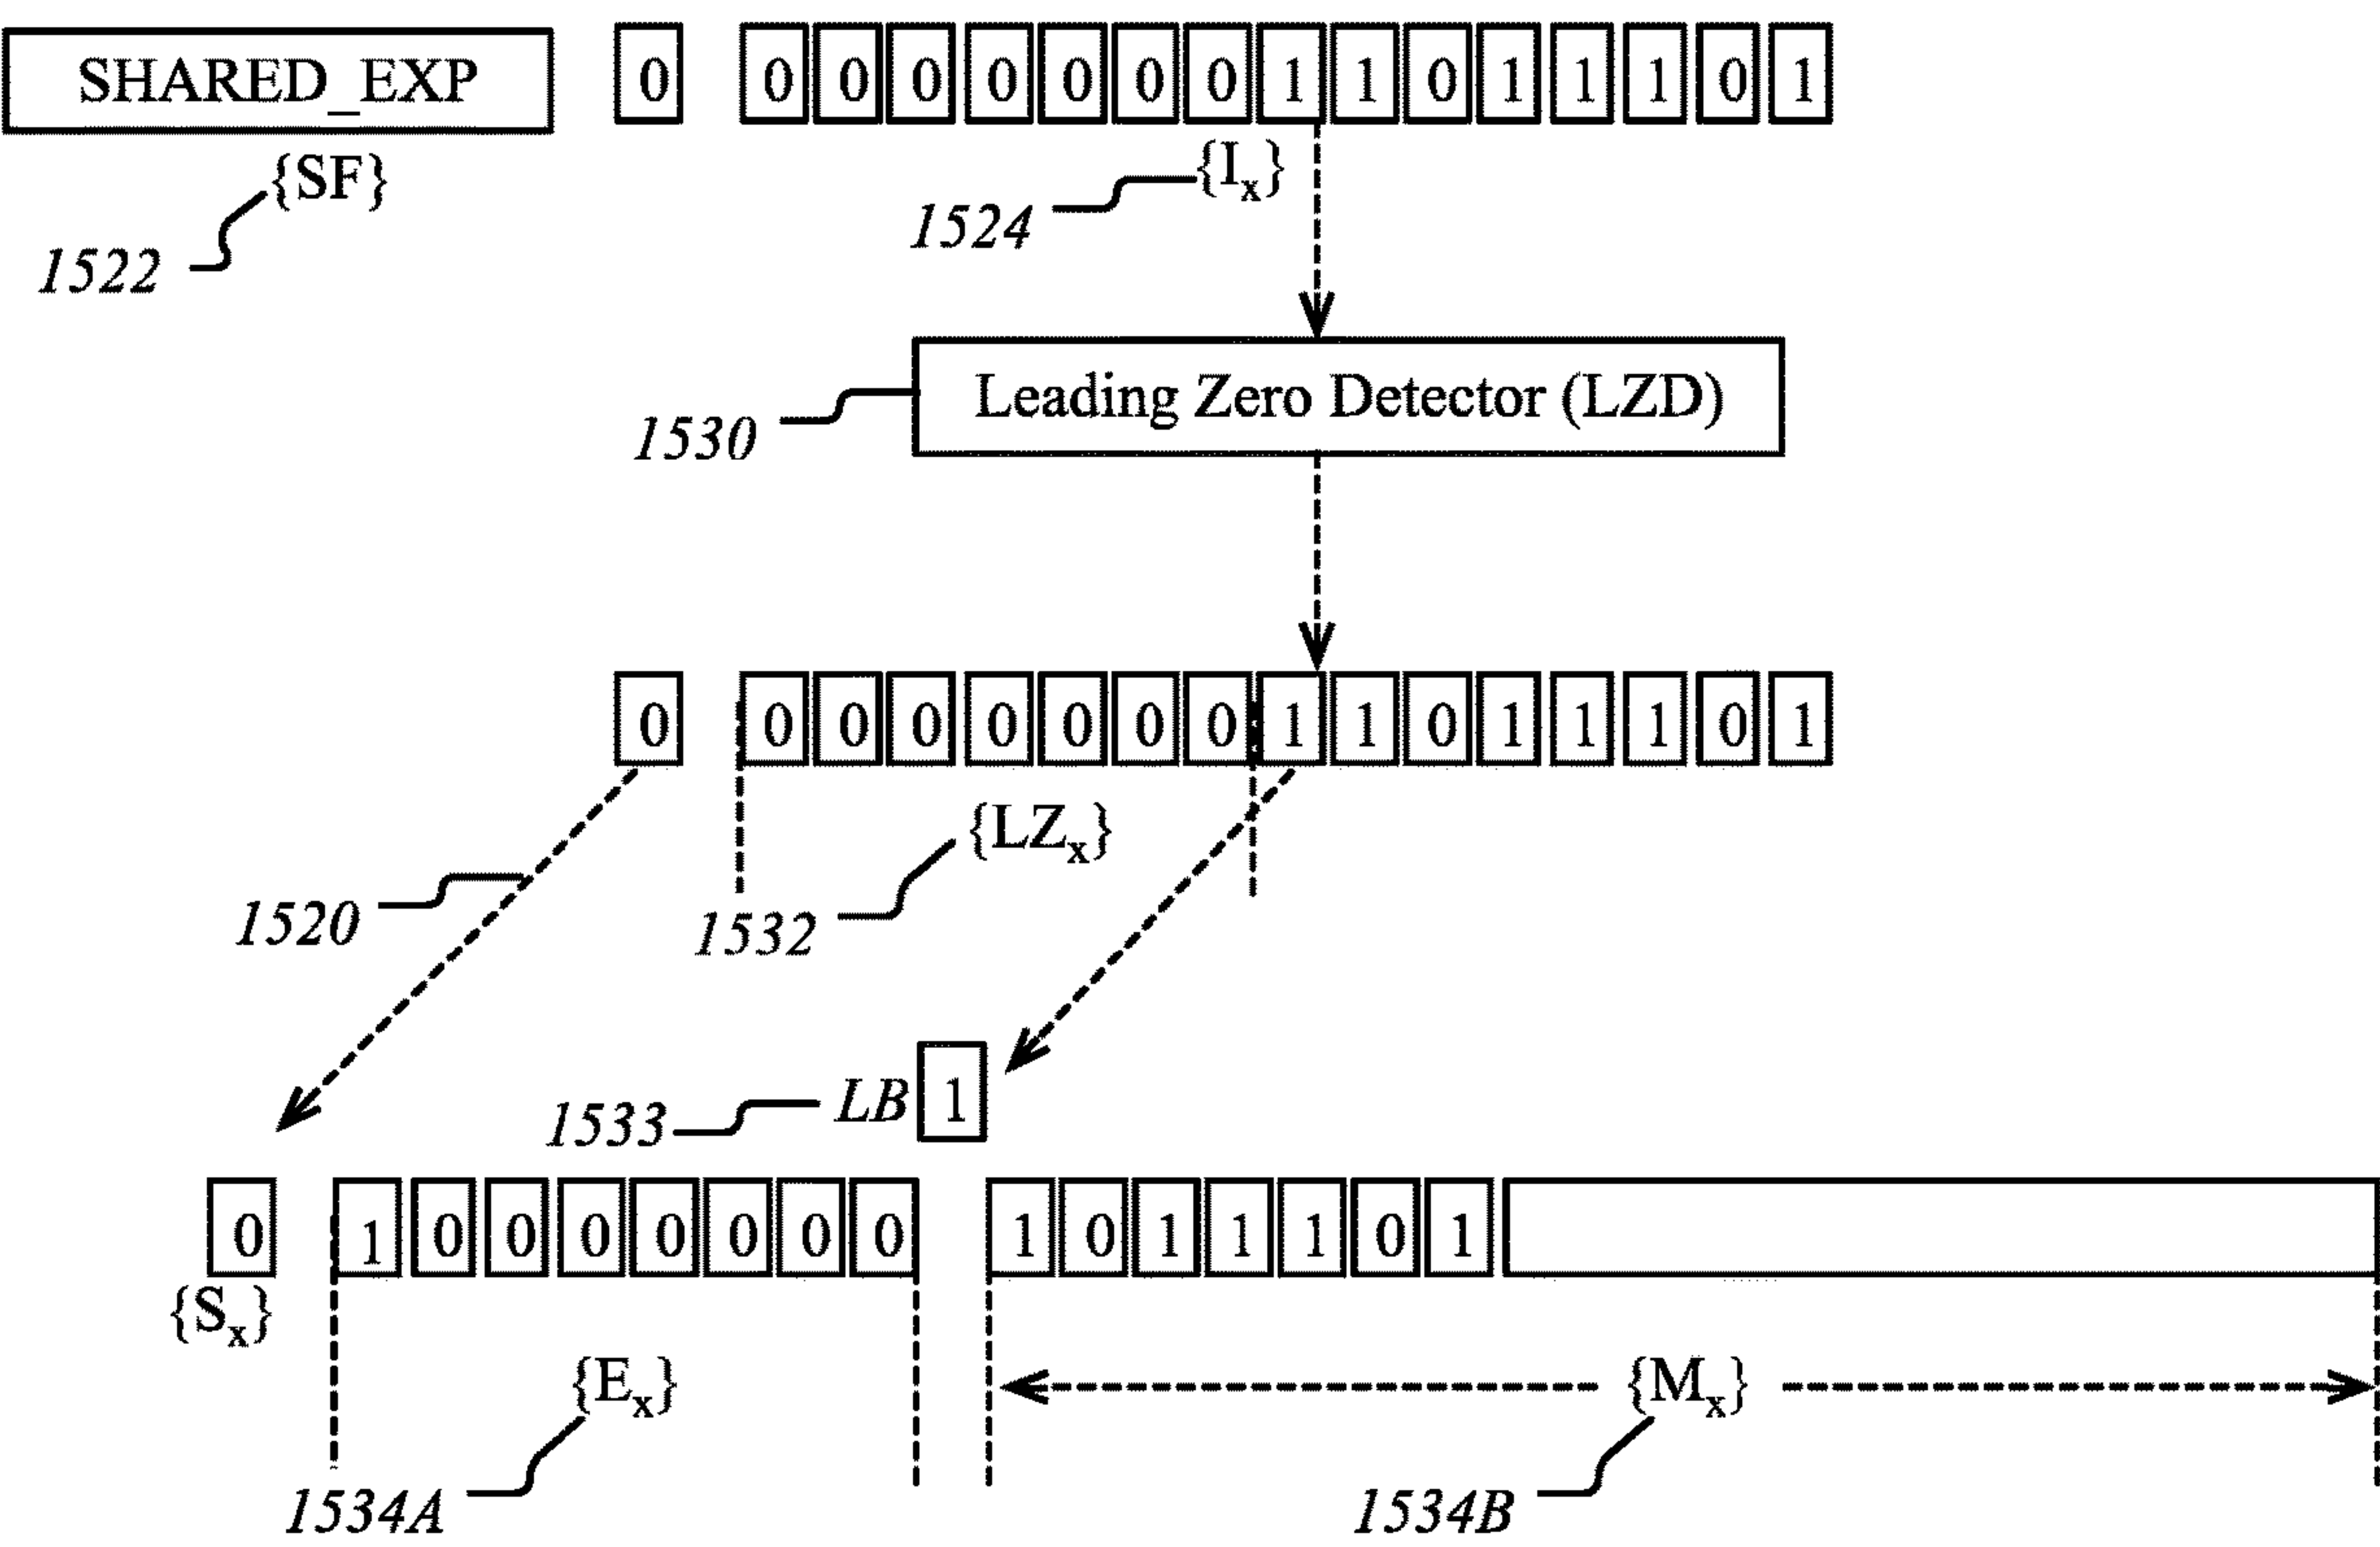 SHARED_EXP 0 0 0 0 0 0 0 0 1 1 0 1 1 1 0 1
{SF} {Ix}
1522 1524
Leading Zero Detector (LZD)
1530
0 0 0 0 0 0 0 0 1 1 0 1 1 1 0 1
{LZx}
1520 1532
LB 1
1533
0 1 0 0 0 0 0 0 0 1 0 1 1 1 0 1
{Sx}
{Ex} {Mx}
1534A 1534B